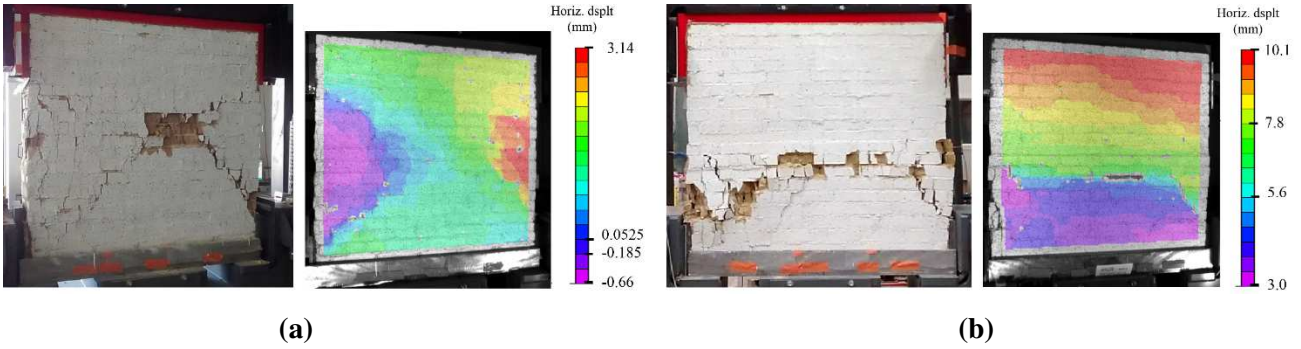 Horiz. dsplt
(mm)
3.14
0.0525
-0.185
-0.66
Horiz. dsplt
(mm)
10.1
7.8
5.6
3.0
(a)
(b)